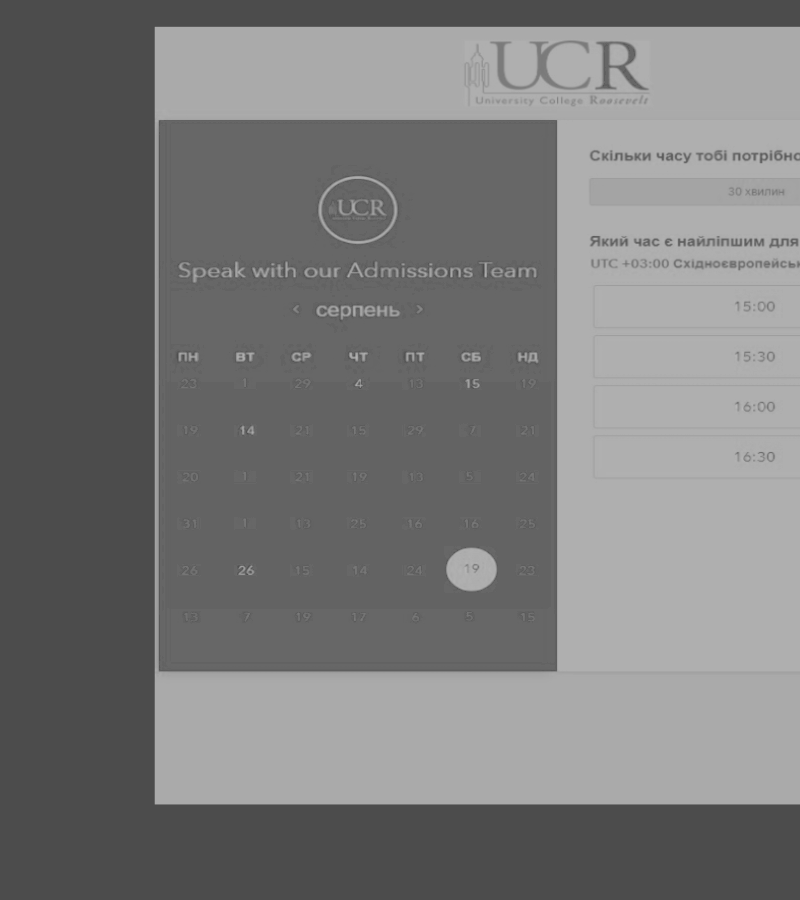 UCR
University College Roosevelt
UCR
Speak with our Admissions Team
‹ серпень ›
ПН ВТ СР ЧТ ПТ СБ НД
23 1 29 4 13 15 19
19 14 21 15 29 7 21
20 1 21 19 13 5 24
31 1 13 25 16 16 25
26 26 15 14 24 19 23
13 7 19 17 6 5 15
Скільки часу тобі потрібно
30 хвилин
Який час є найліпшим для
UTC +03:00 Східноєвропейськ
15:00
15:30
16:00
16:30